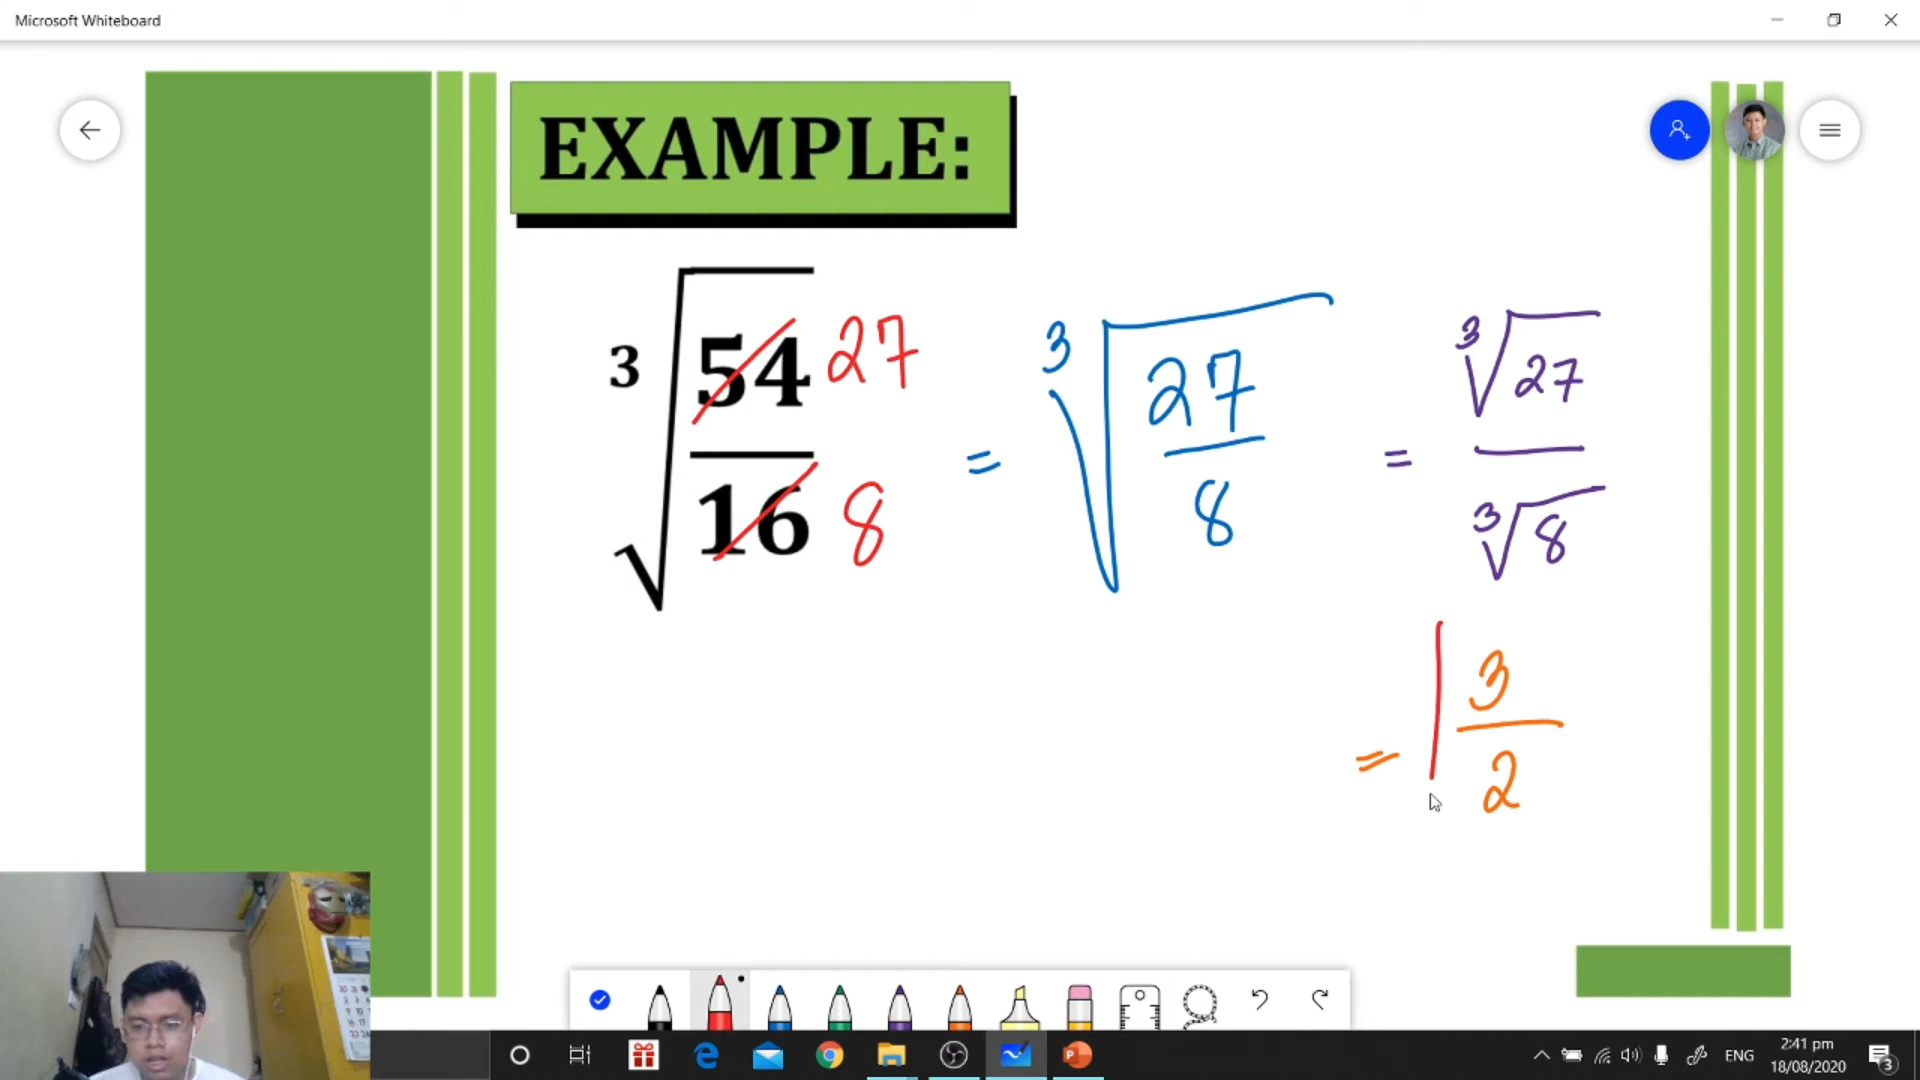 Microsoft Whiteboard
EXAMPLE:
3√(54/16) 27 8 = 3√(27/8) = 3√27 / 3√8
= 3/2
ENG
2:41 pm
18/08/2020
3